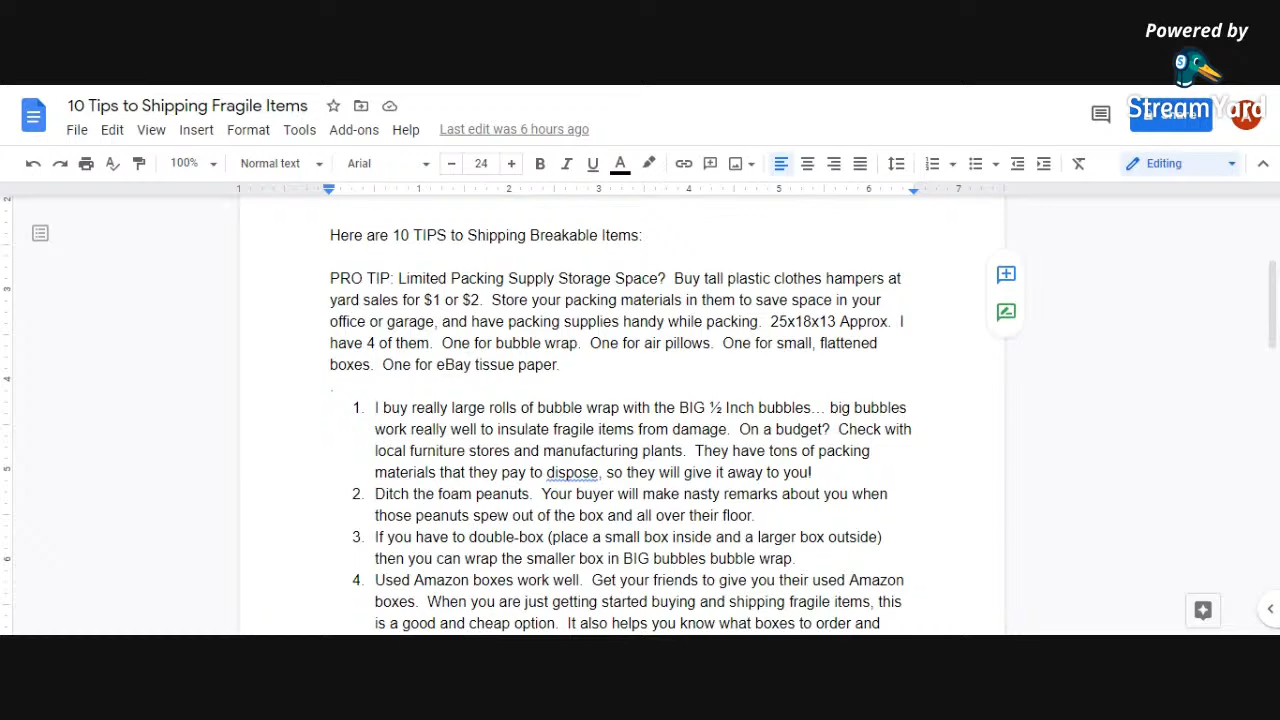 Powered by
StreamYard
10 Tips to Shipping Fragile Items
File Edit View Insert Format Tools Add-ons Help Last edit was 6 hours ago
100% Normal text Arial 24 Editing
1 1 2 3 4 5 6 7
Here are 10 TIPS to Shipping Breakable Items:
PRO TIP: Limited Packing Supply Storage Space? Buy tall plastic clothes hampers at
yard sales for $1 or $2. Store your packing materials in them to save space in your
office or garage, and have packing supplies handy while packing. 25x18x13 Approx. I
have 4 of them. One for bubble wrap. One for air pillows. One for small, flattened
boxes. One for eBay tissue paper.
.
1. I buy really large rolls of bubble wrap with the BIG ½ Inch bubbles… big bubbles
work really well to insulate fragile items from damage. On a budget? Check with
local furniture stores and manufacturing plants. They have tons of packing
materials that they pay to dispose, so they will give it away to you!
2. Ditch the foam peanuts. Your buyer will make nasty remarks about you when
those peanuts spew out of the box and all over their floor.
3. If you have to double-box (place a small box inside and a larger box outside)
then you can wrap the smaller box in BIG bubbles bubble wrap.
4. Used Amazon boxes work well. Get your friends to give you their used Amazon
boxes. When you are just getting started buying and shipping fragile items, this
is a good and cheap option. It also helps you know what boxes to order and